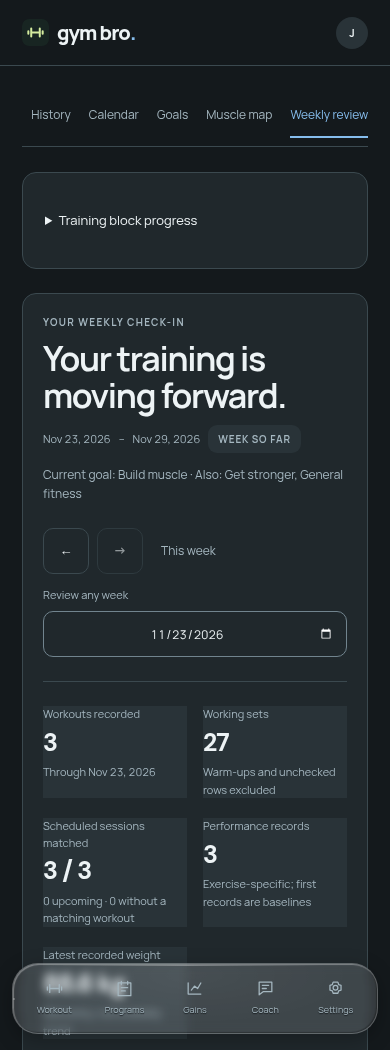 gym bro.
J
History Calendar Goals Muscle map Weekly review
Training block progress
YOUR WEEKLY CHECK-IN
Your training is
moving forward.
Nov 23, 2026 – Nov 29, 2026 WEEK SO FAR
Current goal: Build muscle · Also: Get stronger, General
fitness
← → This week
Review any week
11/23/2026
Workouts recorded
3
Through Nov 23, 2026
Working sets
27
Warm-ups and unchecked
rows excluded
Scheduled sessions
matched
3 / 3
0 upcoming · 0 without a
matching workout
Performance records
3
Exercise-specific; first
records are baselines
Latest recorded weight
trend
Workout Programs Gains Coach Settings